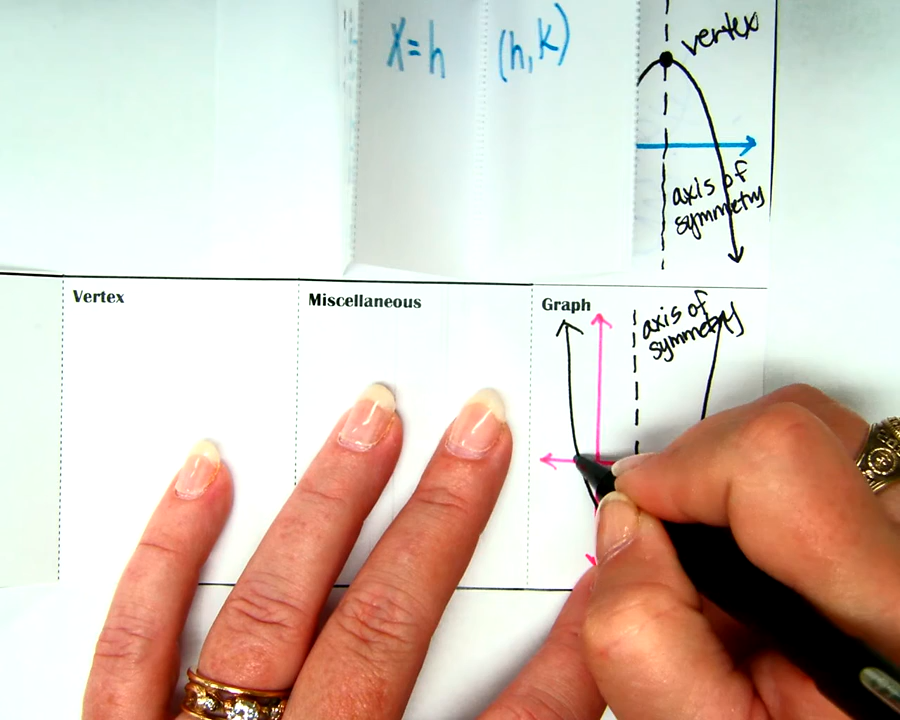 X=h
(h,k)
vertex
axis of
symmetry
Vertex
Miscellaneous
Graph
axis of
symmetry